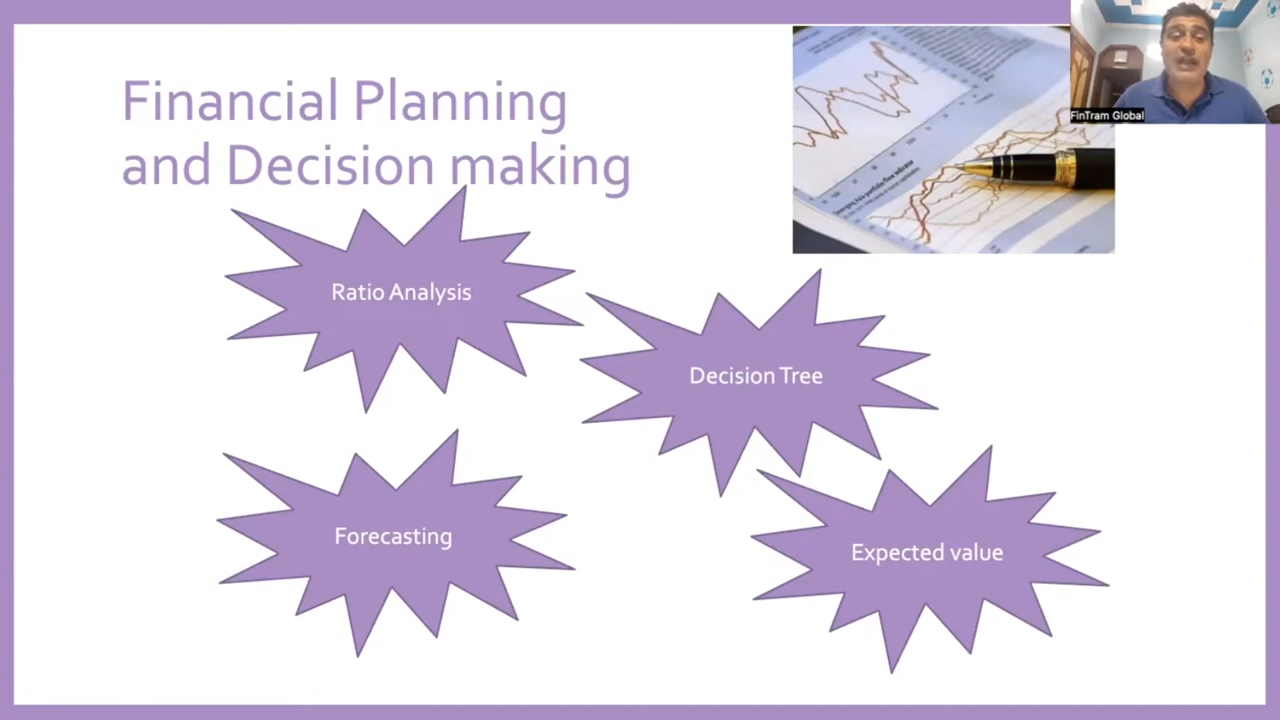 Financial Planning
and Decision making
FinTram Global
Ratio Analysis
Decision Tree
Forecasting
Expected value